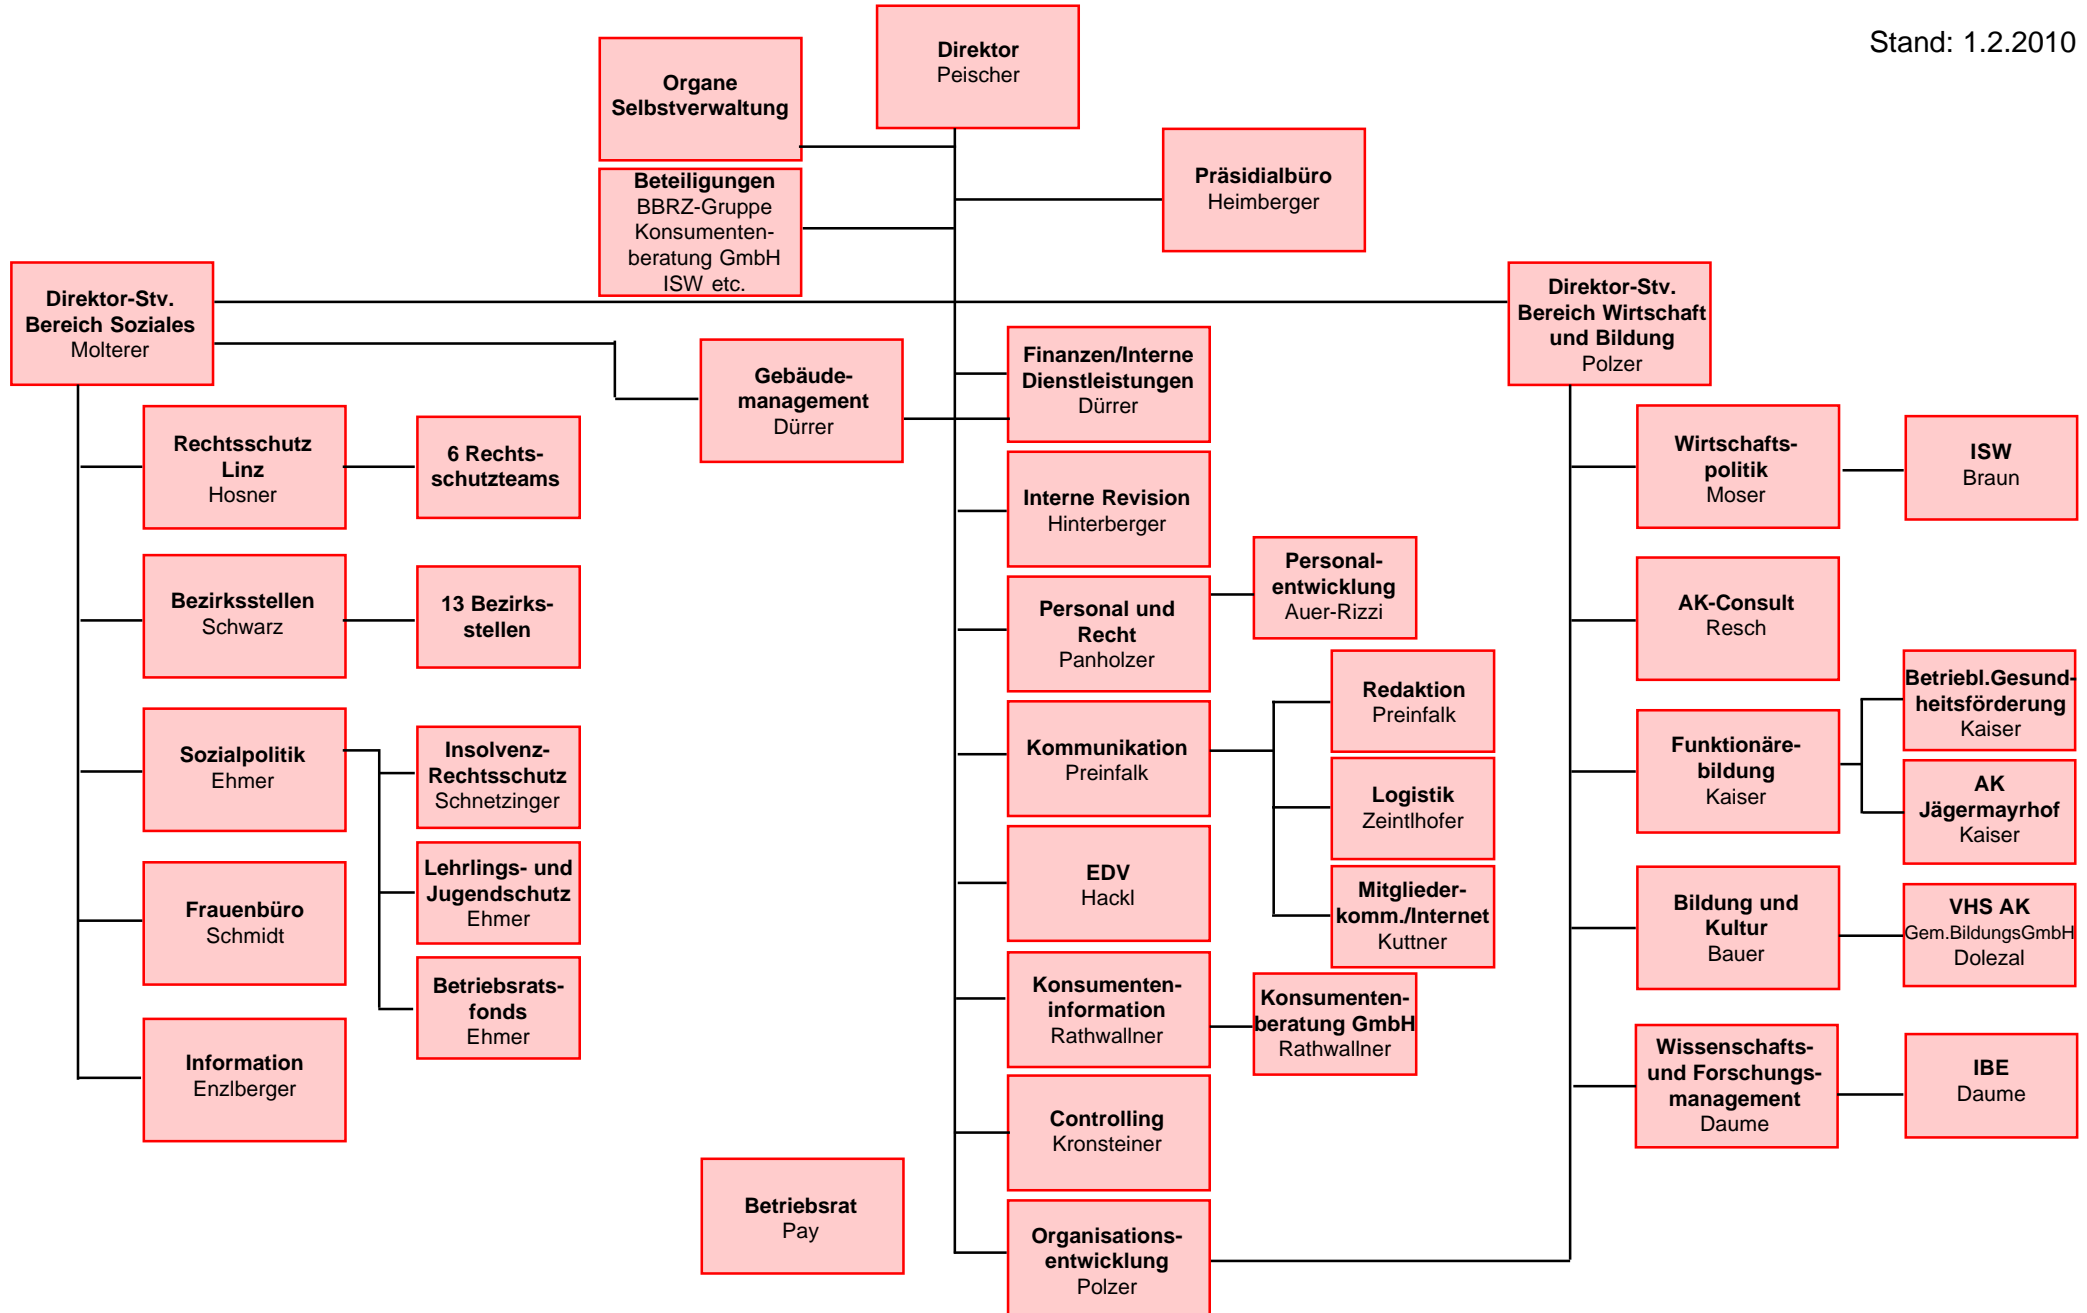 Stand: 1.2.2010
Direktor
Peischer
Organe
Selbstverwaltung
Präsidialbüro
Heimberger
Beteiligungen
BBRZ-Gruppe
Konsumenten-
beratung GmbH
ISW etc.
Direktor-Stv.
Bereich Soziales
Molterer
Direktor-Stv.
Bereich Wirtschaft
und Bildung
Polzer
Gebäude-
management
Dürrer
Finanzen/Interne
Dienstleistungen
Dürrer
Rechtsschutz
Linz
Hosner
6 Rechts-
schutzteams
Bezirksstellen
Schwarz
13 Bezirks-
stellen
Sozialpolitik
Ehmer
Insolvenz-
Rechtsschutz
Schnetzinger
Lehrlings- und
Jugendschutz
Ehmer
Betriebsrats-
fonds
Ehmer
Frauenbüro
Schmidt
Information
Enzlberger
Interne Revision
Hinterberger
Personal und
Recht
Panholzer
Personal-
entwicklung
Auer-Rizzi
Kommunikation
Preinfalk
Redaktion
Preinfalk
Logistik
Zeintlhofer
Mitglieder-
komm./Internet
Kuttner
EDV
Hackl
Konsumenten-
information
Rathwallner
Konsumenten-
beratung GmbH
Rathwallner
Controlling
Kronsteiner
Organisations-
entwicklung
Polzer
Betriebsrat
Pay
Wirtschafts-
politik
Moser
ISW
Braun
AK-Consult
Resch
Funktionäre-
bildung
Kaiser
Betriebl.Gesund-
heitsförderung
Kaiser
AK
Jägermayrhof
Kaiser
Bildung und
Kultur
Bauer
VHS AK
Gem.BildungsGmbH
Dolezal
Wissenschafts-
und Forschungs-
management
Daume
IBE
Daume